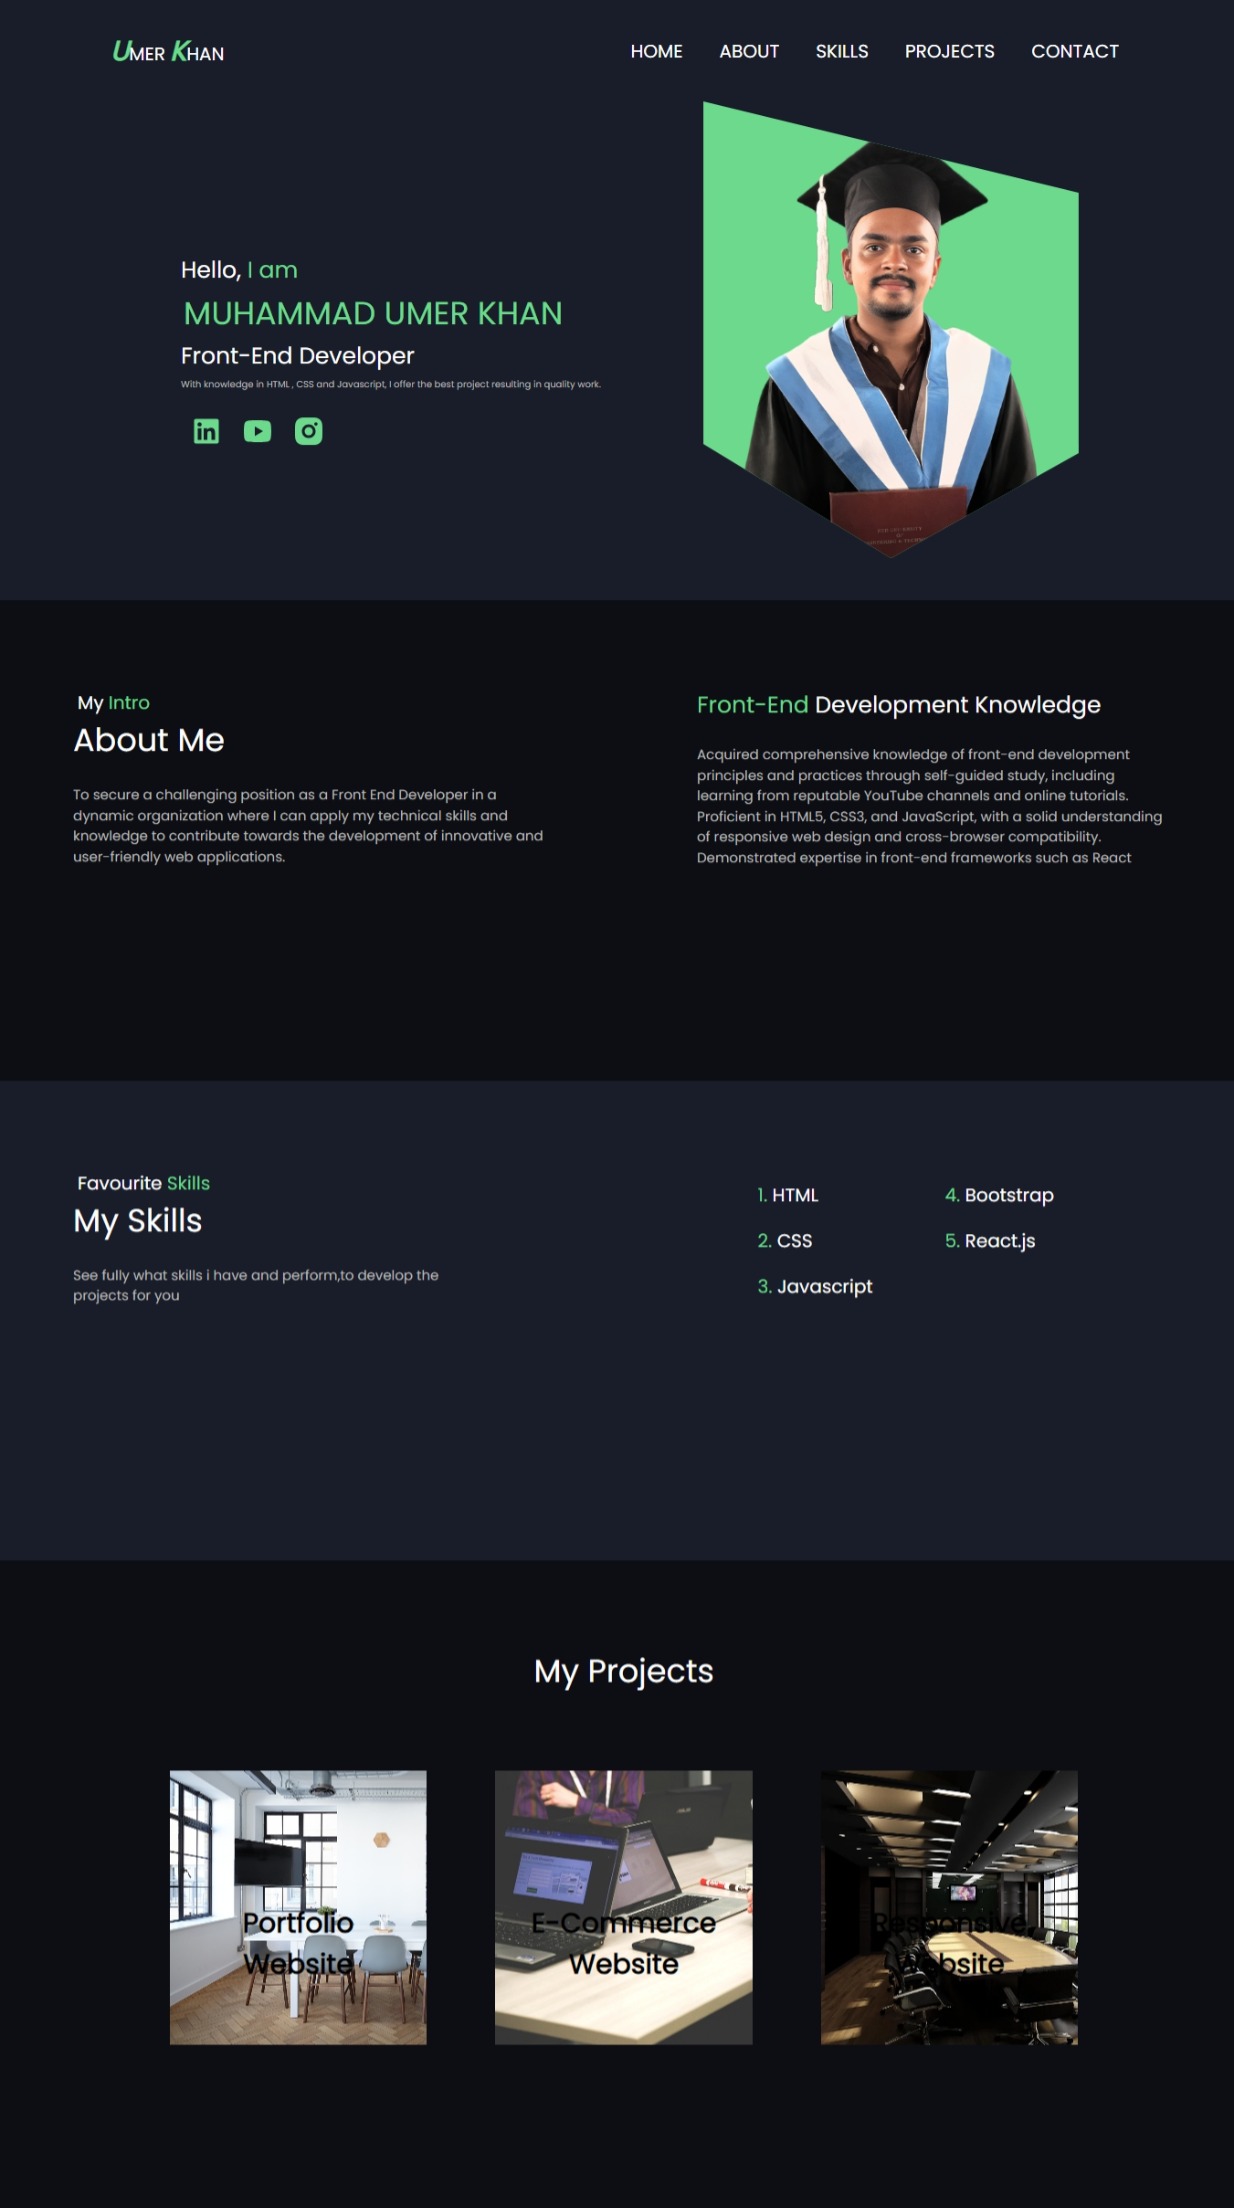 UMER KHAN
HOME ABOUT SKILLS PROJECTS CONTACT
Hello, I am
MUHAMMAD UMER KHAN
Front-End Developer
With knowledge in HTML , CSS and Javascript, I offer the best project resulting in quality work.
in
My Intro
About Me
To secure a challenging position as a Front End Developer in a
dynamic organization where I can apply my technical skills and
knowledge to contribute towards the development of innovative and
user-friendly web applications.
Front-End Development Knowledge
Acquired comprehensive knowledge of front-end development
principles and practices through self-guided study, including
learning from reputable YouTube channels and online tutorials.
Proficient in HTML5, CSS3, and JavaScript, with a solid understanding
of responsive web design and cross-browser compatibility.
Demonstrated expertise in front-end frameworks such as React
Favourite Skills
My Skills
See fully what skills i have and perform,to develop the
projects for you
1. HTML
2. CSS
3. Javascript
4. Bootstrap
5. React.js
My Projects
Portfolio
Website
E-Commerce
Website
Responsive
Website